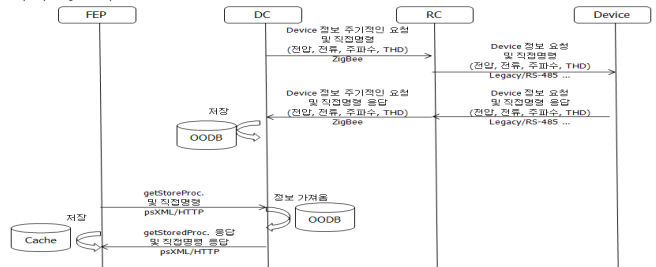 FEP
DC
RC
Device
Device 정보 주기적인 요청
및 직접명령
(전압, 전류, 주파수, THD)
ZigBee
Device 정보 요청
및 직접명령
(전압, 전류, 주파수, THD)
Legacy/RS-485 ...
Device 정보 주기적인 요청
및 직접명령 응답
(전압, 전류, 주파수, THD)
ZigBee
Device 정보 요청
및 직접명령 응답
(전압, 전류, 주파수, THD)
Legacy/RS-485 ...
저장
OODB
getStoreProc.
및 직접명령
psXML/HTTP
정보 가져옴
OODB
저장
Cache
getStoredProc. 응답
및 직접명령 응답
psXML/HTTP